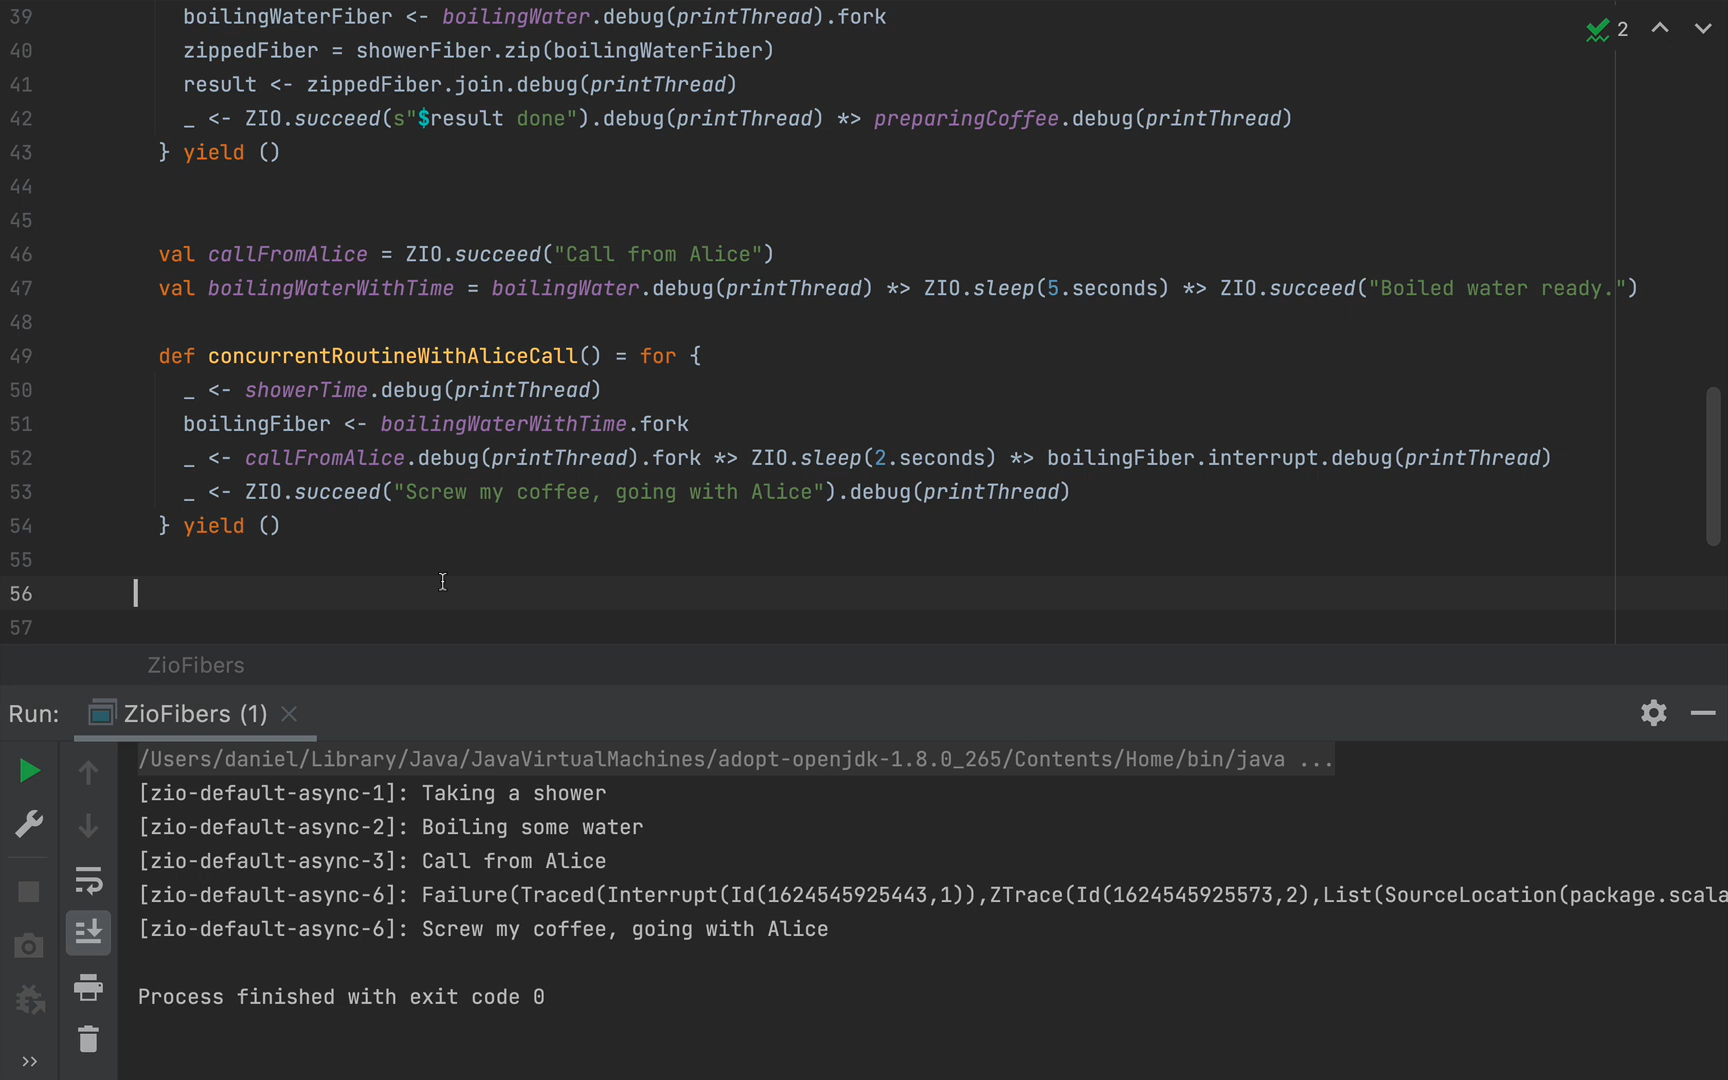 39 boilingWaterFiber <- boilingWater.debug(printThread).fork
40 zippedFiber = showerFiber.zip(boilingWaterFiber)
41 result <- zippedFiber.join.debug(printThread)
42 _ <- ZIO.succeed(s"$result done").debug(printThread) *> preparingCoffee.debug(printThread)
43 } yield ()
44
45
46 val callFromAlice = ZIO.succeed("Call from Alice")
47 val boilingWaterWithTime = boilingWater.debug(printThread) *> ZIO.sleep(5.seconds) *> ZIO.succeed("Boiled water ready.")
48
49 def concurrentRoutineWithAliceCall() = for {
50 _ <- showerTime.debug(printThread)
51 boilingFiber <- boilingWaterWithTime.fork
52 _ <- callFromAlice.debug(printThread).fork *> ZIO.sleep(2.seconds) *> boilingFiber.interrupt.debug(printThread)
53 _ <- ZIO.succeed("Screw my coffee, going with Alice").debug(printThread)
54 } yield ()
55
56
57
2
ZioFibers
Run: ZioFibers (1)
/Users/daniel/Library/Java/JavaVirtualMachines/adopt-openjdk-1.8.0_265/Contents/Home/bin/java ...
[zio-default-async-1]: Taking a shower
[zio-default-async-2]: Boiling some water
[zio-default-async-3]: Call from Alice
[zio-default-async-6]: Failure(Traced(Interrupt(Id(1624545925443,1)),ZTrace(Id(1624545925573,2),List(SourceLocation(package.scala
[zio-default-async-6]: Screw my coffee, going with Alice
Process finished with exit code 0